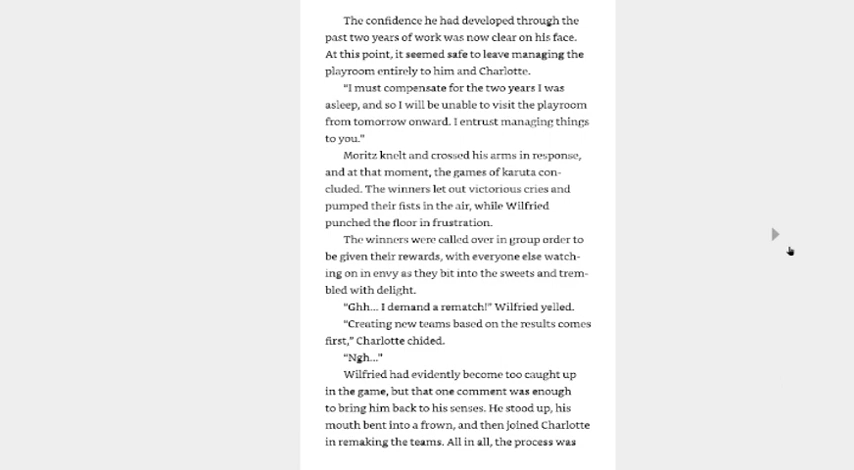 The confidence he had developed through the
past two years of work was now clear on his face.
At this point, it seemed safe to leave managing the
playroom entirely to him and Charlotte.
“I must compensate for the two years I was
asleep, and so I will be unable to visit the playroom
from tomorrow onward. I entrust managing things
to you.”
Moritz knelt and crossed his arms in response,
and at that moment, the games of karuta con-
cluded. The winners let out victorious cries and
pumped their fists in the air, while Wilfried
punched the floor in frustration.
The winners were called over in group order to
be given their rewards, with everyone else watch-
ing on in envy as they bit into the sweets and trem-
bled with delight.
“Ghh... I demand a rematch!” Wilfried yelled.
“Creating new teams based on the results comes
first,” Charlotte chided.
“Ngh...”
Wilfried had evidently become too caught up
in the game, but that one comment was enough
to bring him back to his senses. He stood up, his
mouth bent into a frown, and then joined Charlotte
in remaking the teams. All in all, the process was